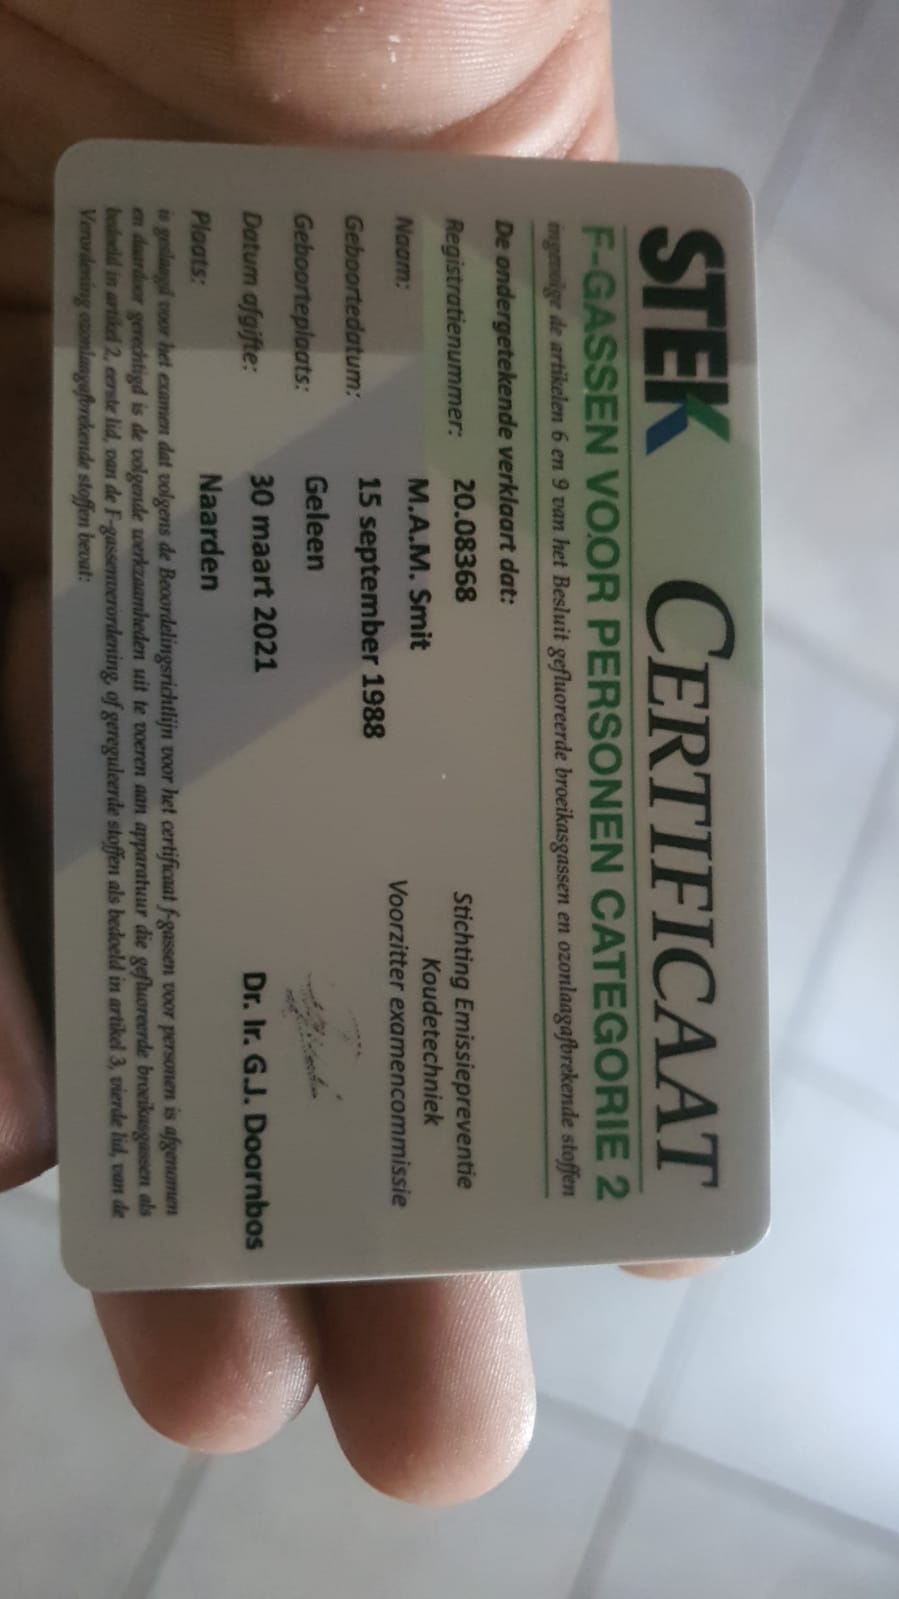 STEK CERTIFICAAT
F-GASSEN VOOR PERSONEN CATEGORIE 2
ingevolge de artikelen 6 en 9 van het Besluit gefluoreerde broeikasgassen en ozonlaagafbrekende stoffen
De ondergetekende verklaart dat:
Registratienummer: 20.08368
Naam: M.A.M. Smit
Geboortedatum: 15 september 1988
Geboorteplaats: Geleen
Datum afgifte: 30 maart 2021
Plaats: Naarden
Stichting Emissiepreventie
Koudetechniek
Voorzitter examencommissie
Dr. Ir. G.J. Doornbos
is geslaagd voor het examen dat volgens de Beoordelingsrichtlijn voor het certificaat f-gassen voor personen is afgenomen
en daardoor gerechtigd is de volgende werkzaamheden uit te voeren aan apparatuur die gefluoreerde broeikasgassen als
bedoeld in artikel 2, eerste lid, van de F-gassenverordening, of gereguleerde stoffen als bedoeld in artikel 3, vierde lid, van de
Verordening ozonlaagafbrekende stoffen bevat: